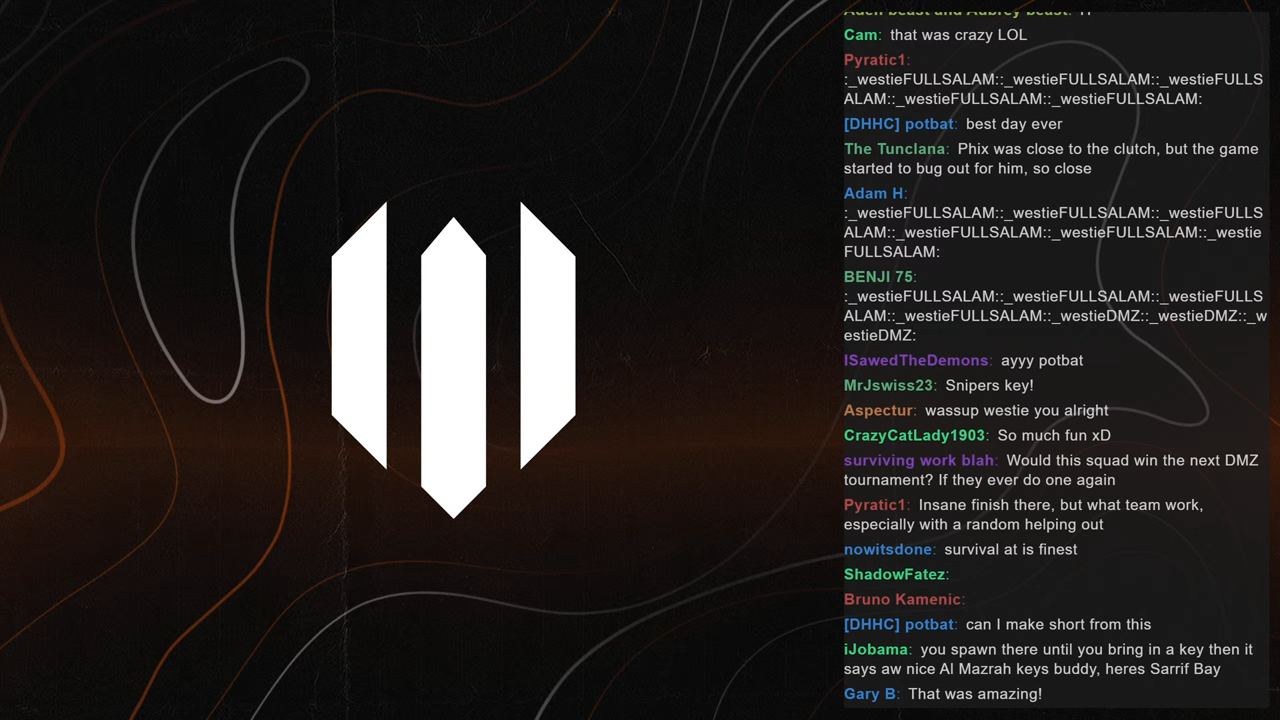 Aden beast and Aubrey beast:
Cam: that was crazy LOL
Pyratic1:
:_westieFULLSALAM::_westieFULLSALAM::_westieFULLS
ALAM::_westieFULLSALAM::_westieFULLSALAM:
[DHHC] potbat: best day ever
The Tunclana: Phix was close to the clutch, but the game
started to bug out for him, so close
Adam H:
:_westieFULLSALAM::_westieFULLSALAM::_westieFULLS
ALAM::_westieFULLSALAM::_westieFULLSALAM::_westie
FULLSALAM:
BENJI 75:
:_westieFULLSALAM::_westieFULLSALAM::_westieFULLS
ALAM::_westieFULLSALAM::_westieDMZ::_westieDMZ::_w
estieDMZ:
ISawedTheDemons: ayyy potbat
MrJswiss23: Snipers key!
Aspectur: wassup westie you alright
CrazyCatLady1903: So much fun xD
surviving work blah: Would this squad win the next DMZ
tournament? If they ever do one again
Pyratic1: Insane finish there, but what team work,
especially with a random helping out
nowitsdone: survival at is finest
ShadowFatez:
Bruno Kamenic:
[DHHC] potbat: can I make short from this
iJobama: you spawn there until you bring in a key then it
says aw nice Al Mazrah keys buddy, heres Sarrif Bay
Gary B: That was amazing!